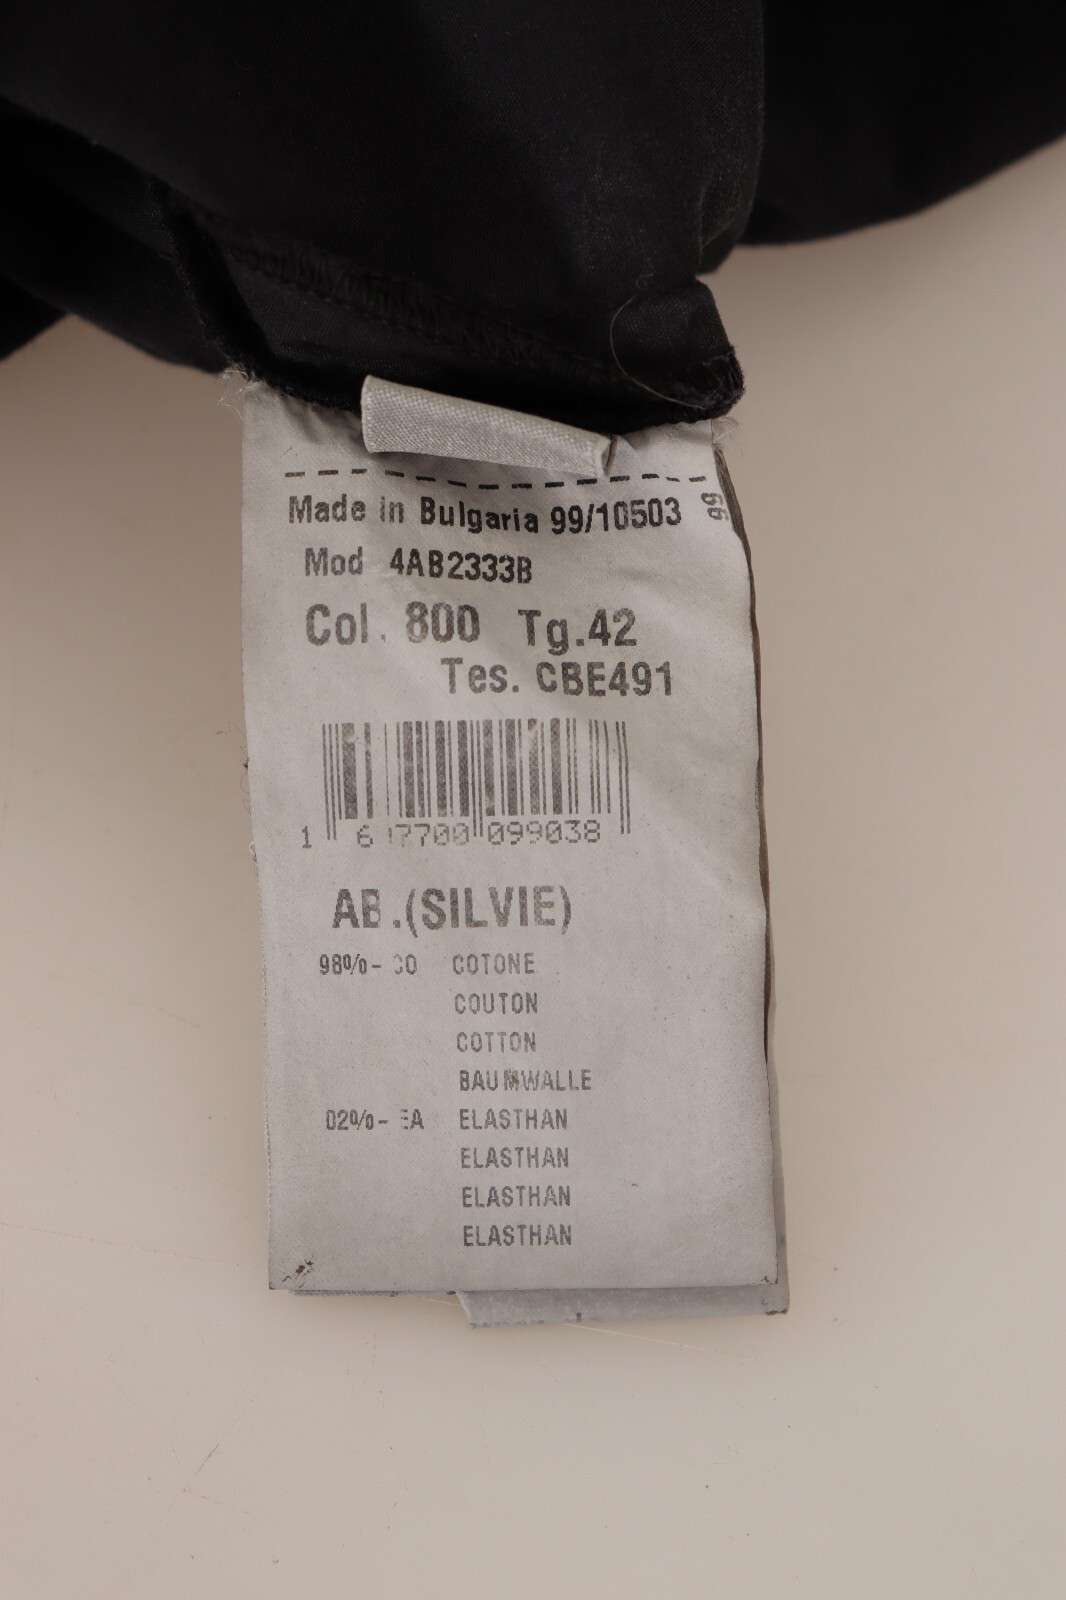 Made in Bulgaria 99/10503
99
Mod 4AB2333B
Col. 800 Tg.42
Tes. CBE491
1 6 7700 099038
AB.(SILVIE)
98%- CO COTONE
COUTON
COTTON
BAUMWALLE
02%- EA ELASTHAN
ELASTHAN
ELASTHAN
ELASTHAN